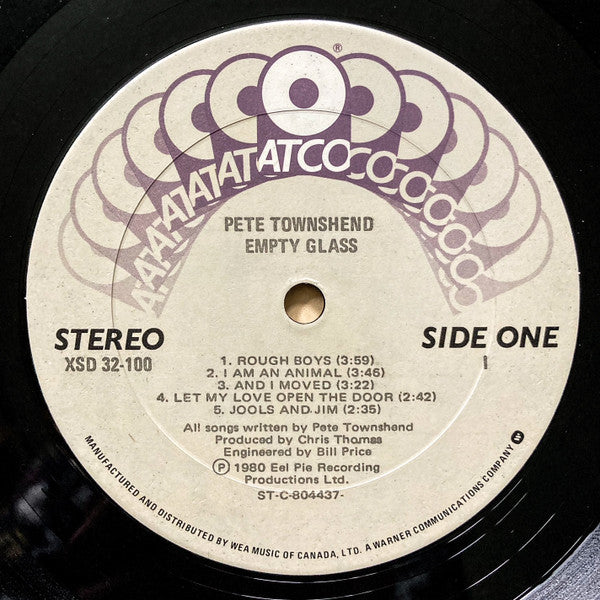 ®
ATATATATATCOCOCOCOCO
PETE TOWNSHEND
EMPTY GLASS
STEREO
XSD 32-100
SIDE ONE
1
1. ROUGH BOYS (3:59)
2. I AM AN ANIMAL (3:46)
3. AND I MOVED (3:22)
4. LET MY LOVE OPEN THE DOOR (2:42)
5. JOOLS AND JIM (2:35)
All songs written by Pete Townshend
Produced by Chris Thomas
Engineered by Bill Price
Ⓟ 1980 Eel Pie Recording
Productions Ltd.
ST-C-804437-
MANUFACTURED AND DISTRIBUTED BY WEA MUSIC OF CANADA, LTD. A WARNER COMMUNICATIONS COMPANY